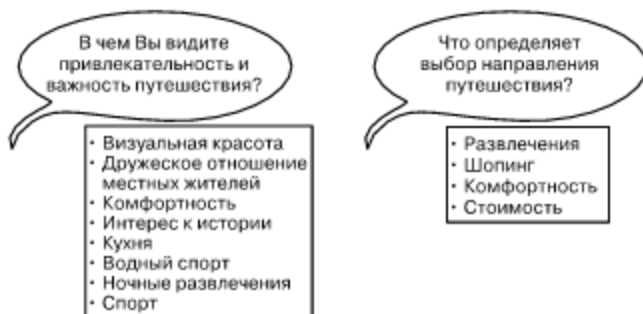 В чем Вы видите
привлекательность и
важность путешествия?
• Визуальная красота
• Дружеское отношение
местных жителей
• Комфортность
• Интерес к истории
• Кухня
• Водный спорт
• Ночные развлечения
• Спорт
Что определяет
выбор направления
путешествия?
• Развлечения
• Шопинг
• Комфортность
• Стоимость